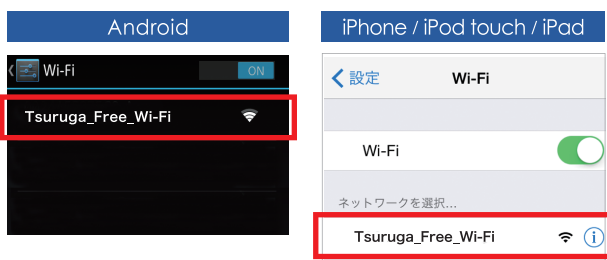 Android
Wi-Fi
ON
Tsuruga_Free_Wi-Fi
iPhone / iPod touch / iPad
設定
Wi-Fi
Wi-Fi
ネットワークを選択...
Tsuruga_Free_Wi-Fi